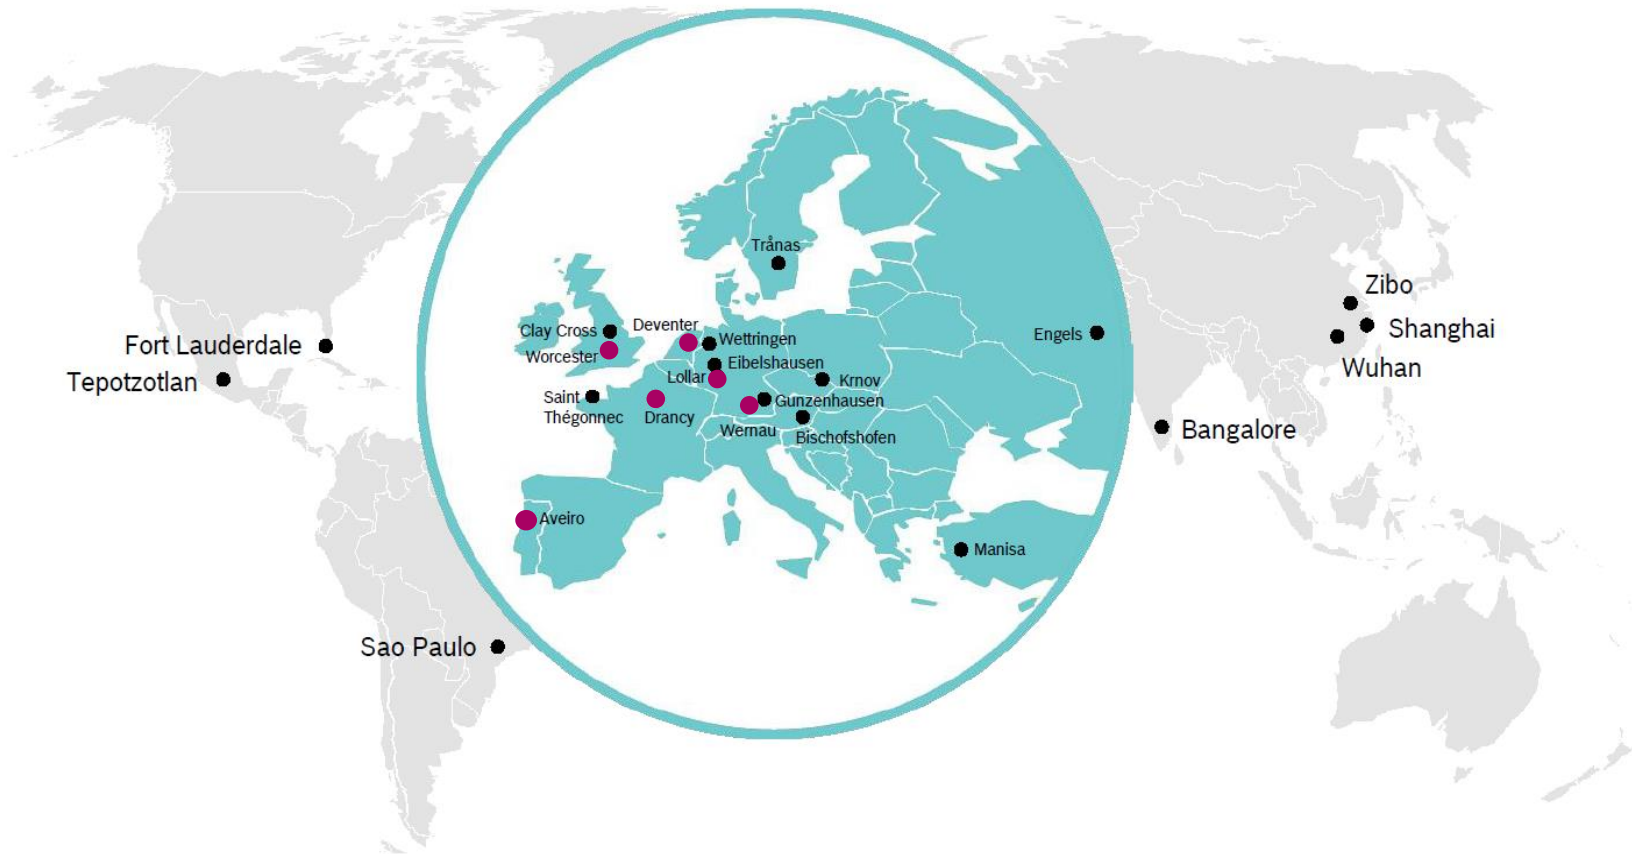 Trånas
Zibo
Clay Cross
Deventer
Wettringen
Engels
Shanghai
Fort Lauderdale
Worcester
Eibelshausen
Wuhan
Tepotzotlan
Lollar
Krnov
Saint
Thégonnec
Drancy
Gunzenhausen
Wernau
Bischofshofen
Bangalore
Aveiro
Manisa
Sao Paulo